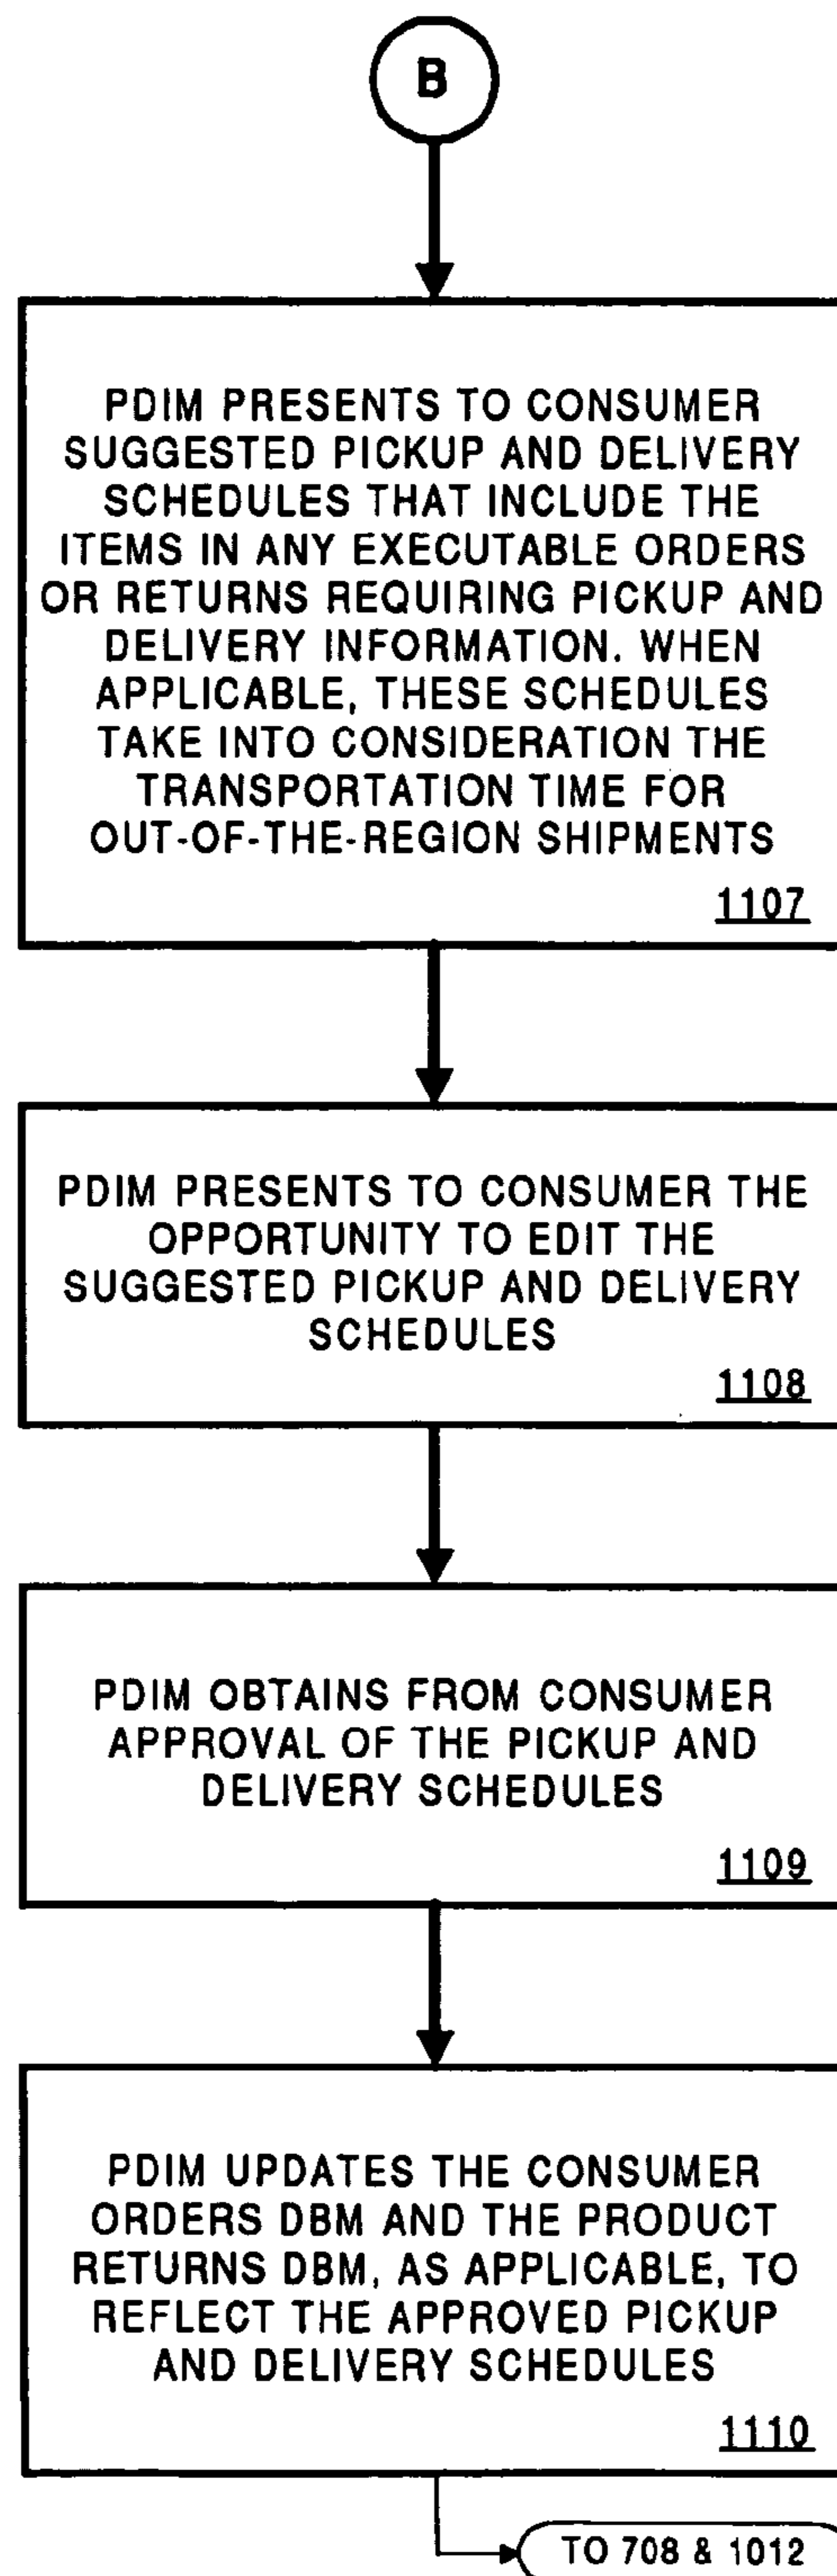 B
PDIM PRESENTS TO CONSUMER
SUGGESTED PICKUP AND DELIVERY
SCHEDULES THAT INCLUDE THE
ITEMS IN ANY EXECUTABLE ORDERS
OR RETURNS REQUIRING PICKUP AND
DELIVERY INFORMATION. WHEN
APPLICABLE, THESE SCHEDULES
TAKE INTO CONSIDERATION THE
TRANSPORTATION TIME FOR
OUT-OF-THE-REGION SHIPMENTS
1107
PDIM PRESENTS TO CONSUMER THE
OPPORTUNITY TO EDIT THE
SUGGESTED PICKUP AND DELIVERY
SCHEDULES
1108
PDIM OBTAINS FROM CONSUMER
APPROVAL OF THE PICKUP AND
DELIVERY SCHEDULES
1109
PDIM UPDATES THE CONSUMER
ORDERS DBM AND THE PRODUCT
RETURNS DBM, AS APPLICABLE, TO
REFLECT THE APPROVED PICKUP
AND DELIVERY SCHEDULES
1110
TO 708 & 1012